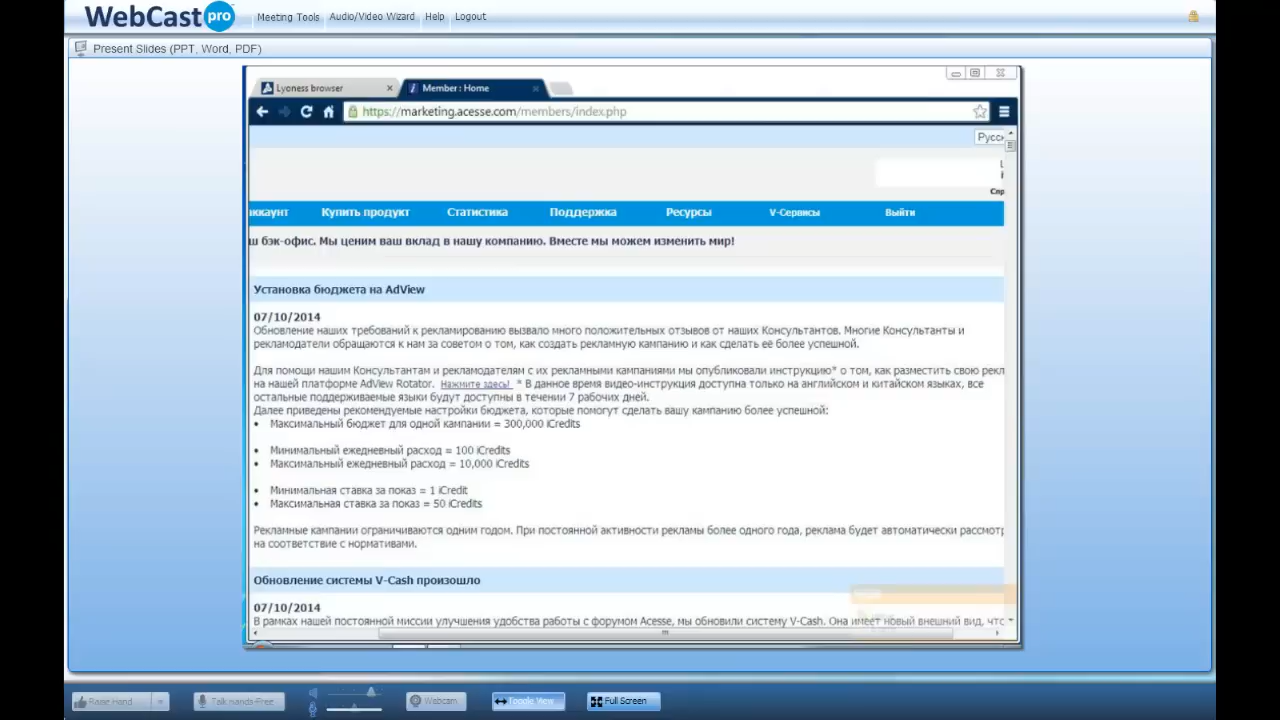 WebCast pro Meeting Tools Audio/Video Wizard Help Logout
Present Slides (PPT, Word, PDF)
Lyoness browser Member : Home
https://marketing.acesse.com/members/index.php
Русс
Спр
ккаунт Купить продукт Статистика Поддержка Ресурсы V-Сервисы Выйти
ш бэк-офис. Мы ценим ваш вклад в нашу компанию. Вместе мы можем изменить мир!
Установка бюджета на AdView
07/10/2014
Обновление наших требований к рекламированию вызвало много положительных отзывов от наших Консультантов. Многие Консультанты и
рекламодатели обращаются к нам за советом о том, как создать рекламную кампанию и как сделать её более успешной.
Для помощи нашим Консультантам и рекламодателям с их рекламными кампаниями мы опубликовали инструкцию* о том, как разместить свою рекл
на нашей платформе AdView Rotator. Нажмите здесь! * В данное время видео-инструкция доступна только на английском и китайском языках, все
остальные поддерживаемые языки будут доступны в течении 7 рабочих дней.
Далее приведены рекомендуемые настройки бюджета, которые помогут сделать вашу кампанию более успешной:
• Максимальный бюджет для одной кампании = 300,000 iCredits
• Минимальный ежедневный расход = 100 iCredits
• Максимальный ежедневный расход = 10,000 iCredits
• Минимальная ставка за показ = 1 iCredit
• Максимальная ставка за показ = 50 iCredits
Рекламные кампании ограничиваются одним годом. При постоянной активности рекламы более одного года, реклама будет автоматически рассмотр
на соответствие с нормативами.
Обновление системы V-Cash произошло
07/10/2014
В рамках нашей постоянной миссии улучшения удобства работы с форумом Acesse, мы обновили систему V-Cash. Она имеет новый внешний вид, что
Raise Hand Talk Hands-Free Webcam Toggle View Full Screen